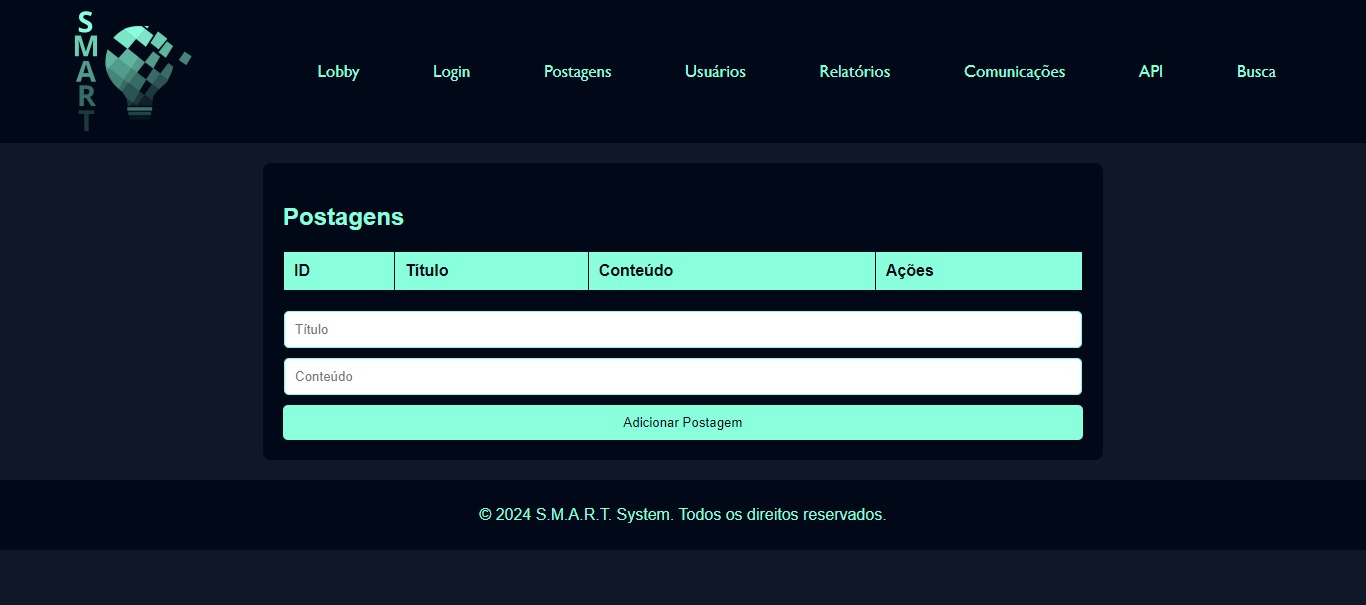 S
M
A
R
T
Lobby Login Postagens Usuários Relatórios Comunicações API Busca
Postagens
ID Título Conteúdo Ações
Título
Conteúdo
Adicionar Postagem
© 2024 S.M.A.R.T. System. Todos os direitos reservados.